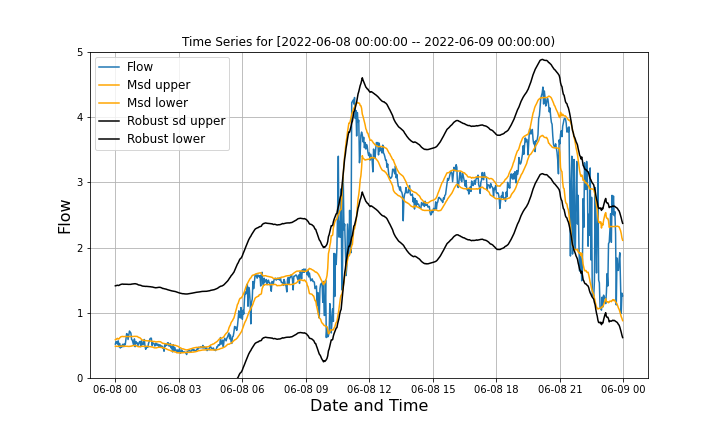 Time Series for [2022-06-08 00:00:00 -- 2022-06-09 00:00:00)
Flow
Msd upper
Msd lower
Robust sd upper
Robust lower
5
4
3
2
1
0
Flow
06-08 00 06-08 03 06-08 06 06-08 09 06-08 12 06-08 15 06-08 18 06-08 21 06-09 00
Date and Time